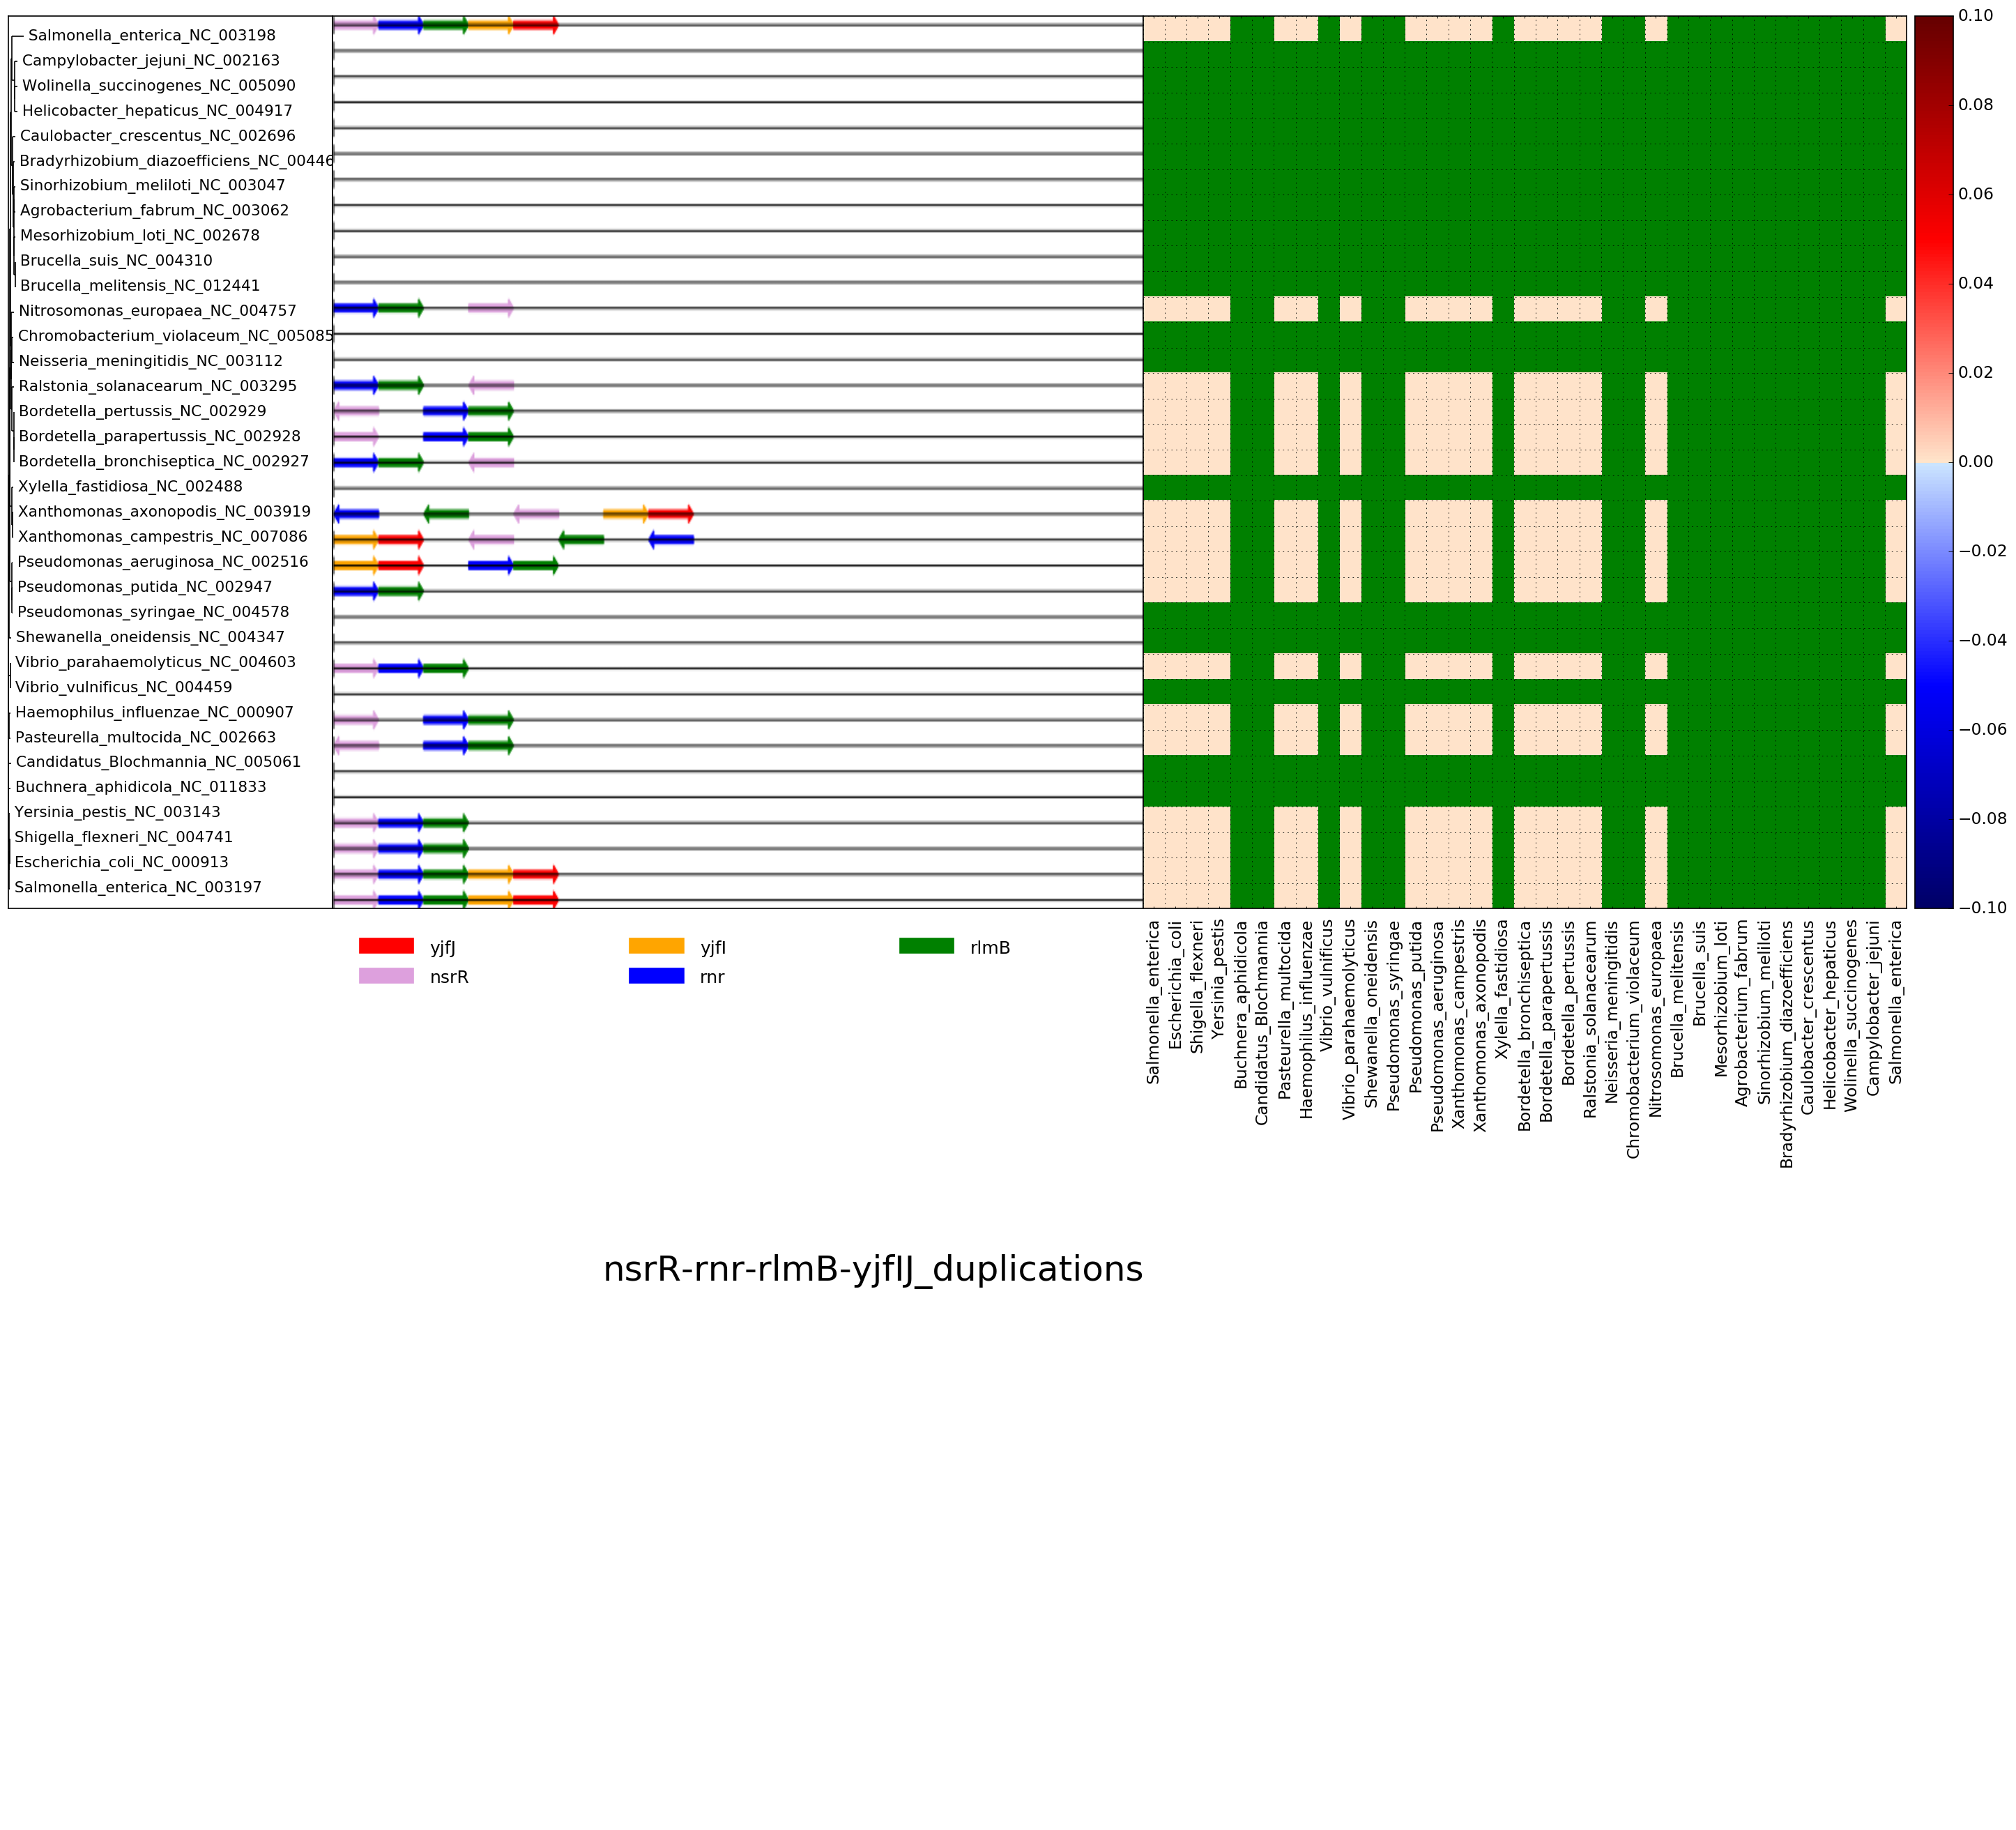 Salmonella_enterica_NC_003198
Campylobacter_jejuni_NC_002163
Wolinella_succinogenes_NC_005090
Helicobacter_hepaticus_NC_004917
Caulobacter_crescentus_NC_002696
Bradyrhizobium_diazoefficiens_NC_00446
Sinorhizobium_meliloti_NC_003047
Agrobacterium_fabrum_NC_003062
Mesorhizobium_loti_NC_002678
Brucella_suis_NC_004310
Brucella_melitensis_NC_012441
Nitrosomonas_europaea_NC_004757
Chromobacterium_violaceum_NC_005085
Neisseria_meningitidis_NC_003112
Ralstonia_solanacearum_NC_003295
Bordetella_pertussis_NC_002929
Bordetella_parapertussis_NC_002928
Bordetella_bronchiseptica_NC_002927
Xylella_fastidiosa_NC_002488
Xanthomonas_axonopodis_NC_003919
Xanthomonas_campestris_NC_007086
Pseudomonas_aeruginosa_NC_002516
Pseudomonas_putida_NC_002947
Pseudomonas_syringae_NC_004578
Shewanella_oneidensis_NC_004347
Vibrio_parahaemolyticus_NC_004603
Vibrio_vulnificus_NC_004459
Haemophilus_influenzae_NC_000907
Pasteurella_multocida_NC_002663
Candidatus_Blochmannia_NC_005061
Buchnera_aphidicola_NC_011833
Yersinia_pestis_NC_003143
Shigella_flexneri_NC_004741
Escherichia_coli_NC_000913
Salmonella_enterica_NC_003197
0.10
0.08
0.06
0.04
0.02
0.00
−0.02
−0.04
−0.06
−0.08
−0.10
yjfJ
yjfI
rlmB
nsrR
rnr
Salmonella_enterica
Escherichia_coli
Shigella_flexneri
Yersinia_pestis
Buchnera_aphidicola
Candidatus_Blochmannia
Pasteurella_multocida
Haemophilus_influenzae
Vibrio_vulnificus
Vibrio_parahaemolyticus
Shewanella_oneidensis
Pseudomonas_syringae
Pseudomonas_putida
Pseudomonas_aeruginosa
Xanthomonas_campestris
Xanthomonas_axonopodis
Xylella_fastidiosa
Bordetella_bronchiseptica
Bordetella_parapertussis
Bordetella_pertussis
Ralstonia_solanacearum
Neisseria_meningitidis
Chromobacterium_violaceum
Nitrosomonas_europaea
Brucella_melitensis
Brucella_suis
Mesorhizobium_loti
Agrobacterium_fabrum
Sinorhizobium_meliloti
Bradyrhizobium_diazoefficiens
Caulobacter_crescentus
Helicobacter_hepaticus
Wolinella_succinogenes
Campylobacter_jejuni
Salmonella_enterica
nsrR-rnr-rlmB-yjfIJ_duplications